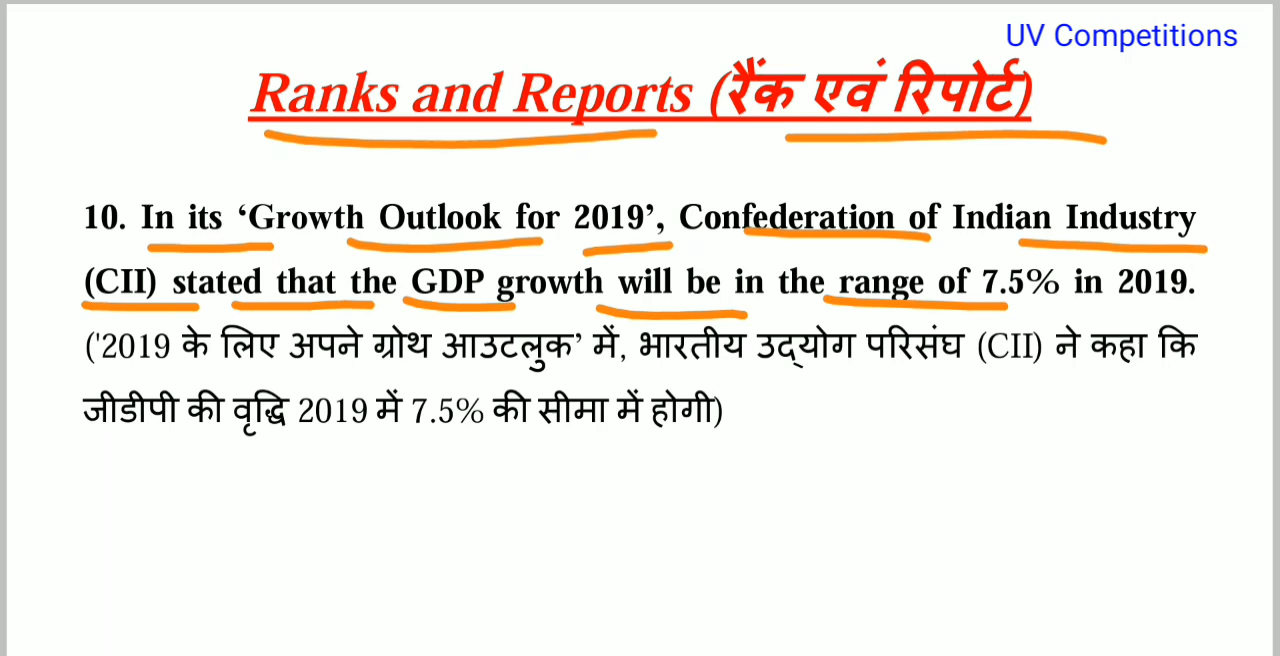 UV Competitions
Ranks and Reports (रैंक एवं रिपोर्ट)
10. In its ‘Growth Outlook for 2019’, Confederation of Indian Industry
(CII) stated that the GDP growth will be in the range of 7.5% in 2019.
('2019 के लिए अपने ग्रोथ आउटलुक’ में, भारतीय उद्योग परिसंघ (CII) ने कहा कि
जीडीपी की वृद्धि 2019 में 7.5% की सीमा में होगी)